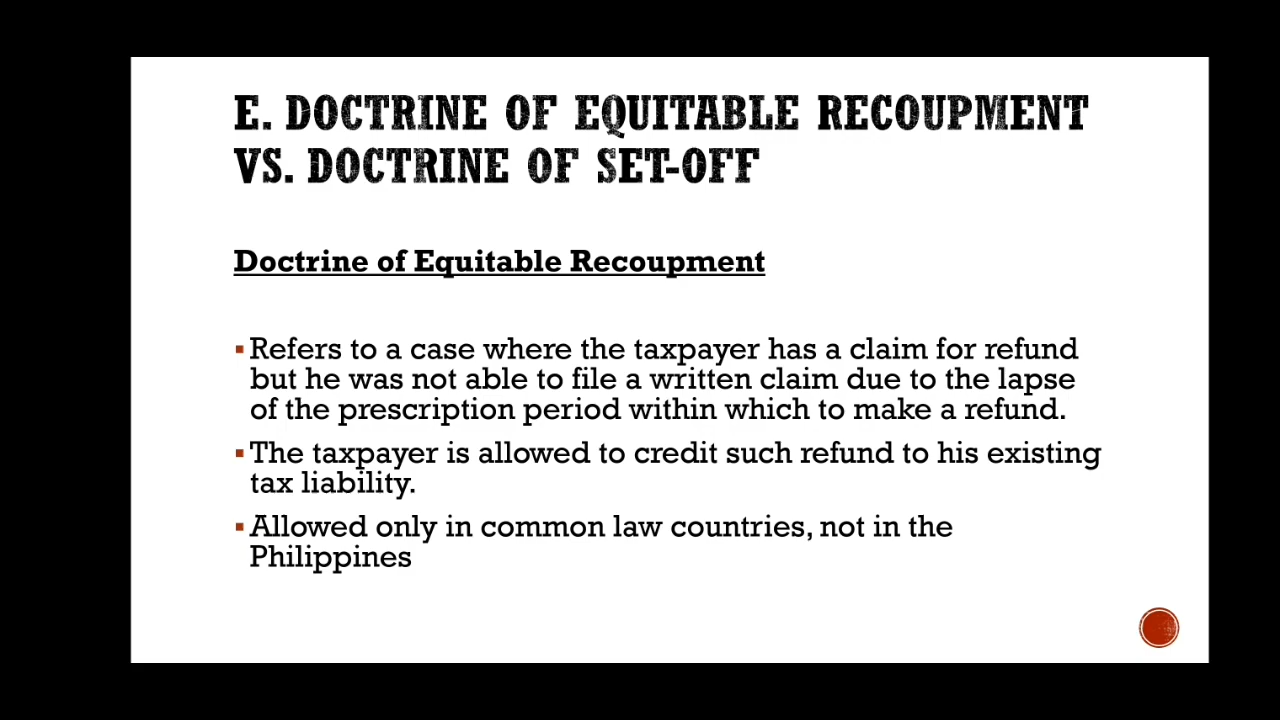 E. DOCTRINE OF EQUITABLE RECOUPMENT
VS. DOCTRINE OF SET-OFF
Doctrine of Equitable Recoupment
▪Refers to a case where the taxpayer has a claim for refund
but he was not able to file a written claim due to the lapse
of the prescription period within which to make a refund.
▪The taxpayer is allowed to credit such refund to his existing
tax liability.
▪Allowed only in common law countries, not in the
Philippines